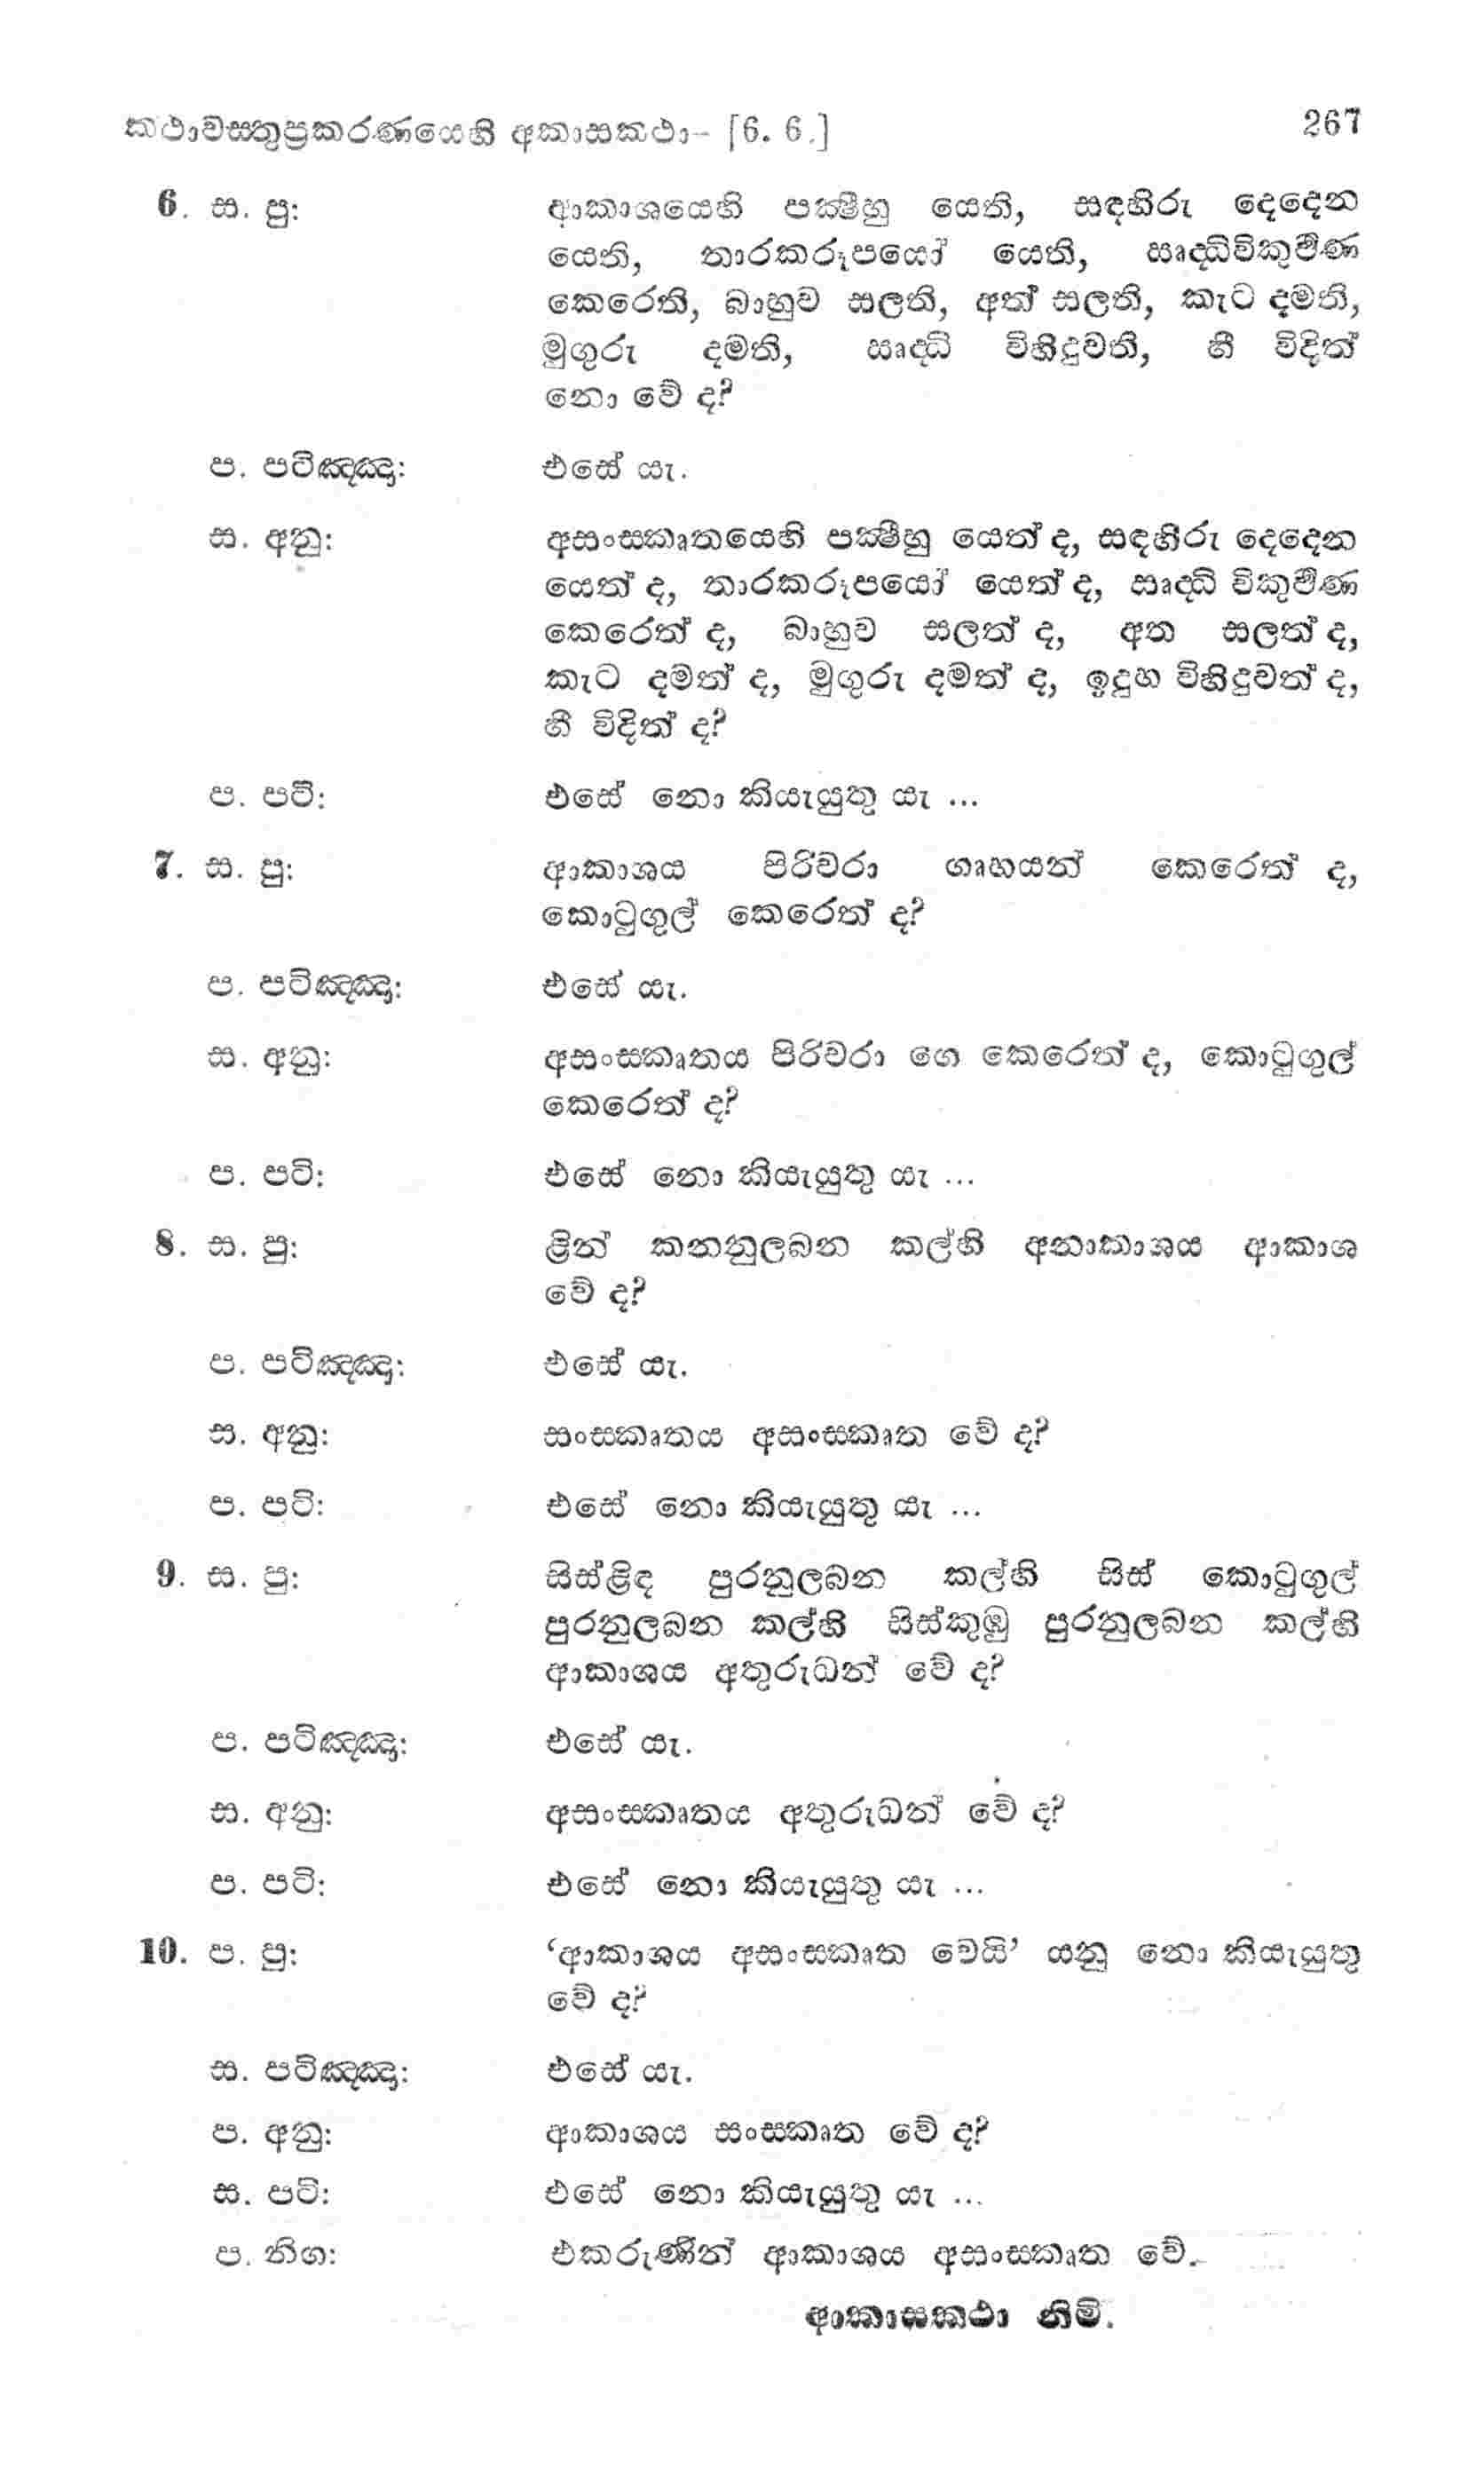 කථාවස්තුප්‍රකරණයෙහි අකාසකථා- [6. 6.] 267
6. ස. පු: ආකාශයෙහි පක්ෂීහු යෙති, සඳහිරු දෙදෙන
යෙති, තාරකරූපයෝ යෙති, ඍද්ධිවිකුර්‍වණ
කෙරෙති, බාහුව සලති, අත් සලති, කැට දමති,
මුගුරු දමති, ඍද්ධි විහිදුවති, හී විදිත්
නො වේ ද?
ප. පටිඤ්ඤා: එසේ යැ.
ස. අනු: අසංස්කෘතයෙහි පක්ෂීහු යෙත් ද, සඳහිරු දෙදෙන
යෙත් ද, තාරකරූපයෝ යෙත් ද, ඍද්ධි විකුර්‍වණ
කෙරෙත් ද, බාහුව සලත් ද, අත සලත් ද,
කැට දමත් ද, මුගුරු දමත් ද, ඉදුහ විහිදුවත් ද,
හී විදිත් ද?
ප. පටි: එසේ නො කියැයුතු යැ ...
7. ස. පු: ආකාශය පිරිවරා ගෘහයන් කෙරෙත් ද,
කොටුගුල් කෙරෙත් ද?
ප. පටිඤ්ඤා: එසේ යැ.
ස. අනු: අසංස්කෘතය පිරිවරා ගෙ කෙරෙත් ද, කොටුගුල්
කෙරෙත් ද?
ප. පටි: එසේ නො කියැයුතු යැ ...
8. ස. පු: ළින් කනනුලබන කල්හි අනාකාශය ආකාශ
වේ ද?
ප. පටිඤ්ඤා: එසේ යැ.
ස. අනු: සංස්කෘතය අසංස්කෘත වේ ද?
ප. පටි: එසේ නො කියැයුතු යැ ...
9. ස. පු: සිස්ළිඳ පුරනුලබන කල්හි සිස් කොටුගුල්
පුරනුලබන කල්හි සිස්කුඹු පුරනුලබන කල්හි
ආකාශය අතුරුධන් වේ ද?
ප. පටිඤ්ඤා: එසේ යැ.
ස. අනු: අසංස්කෘතය අතුරුධන් වේ ද?
ප. පටි: එසේ නො කියැයුතු යැ ...
10. ප. පු: ‘ආකාශය අසංස්කෘත වෙයි’ යනු නො කියැයුතු
වේ ද?
ස. පටිඤ්ඤා: එසේ යැ.
ප. අනු: ආකාශය සංස්කෘත වේ ද?
ස. පටි: එසේ නො කියැයුතු යැ ...
ප. නිග: එකරුණින් ආකාශය අසංස්කෘත වේ.
ආකාසකථා නිමි.